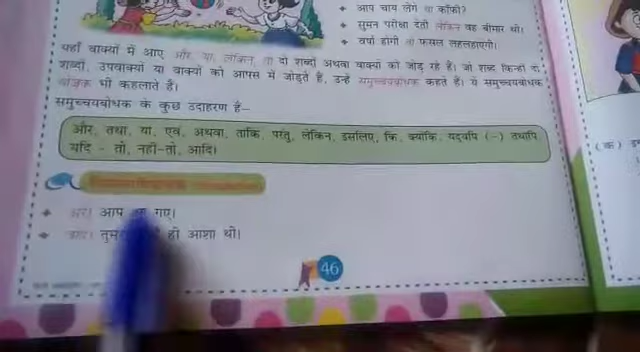 आप चाय लेंगे या कॉफी?
सुमन परीक्षा देती लेकिन वह बीमार थी।
वर्षा होगी तो फसल लहलहाएगी।
यहाँ वाक्यों में आए और, या, लेकिन, तो दो शब्दों अथवा वाक्यों को जोड़ रहे हैं। जो शब्द किन्हीं दो
शब्दों, उपवाक्यों या वाक्यों को आपस में जोड़ते हैं, उन्हें समुच्चयबोधक कहते हैं। ये समुच्चयबोधक
योजक भी कहलाते हैं।
समुच्चयबोधक के कुछ उदाहरण है–
और, तथा, या, एवं, अथवा, ताकि, परंतु, लेकिन, इसलिए, कि, क्योंकि, यद्यपि (-) तथापि
यदि - तो, नहीं-तो, आदि।
अरे! आप गए।
ही आशा थी।
46
(क)